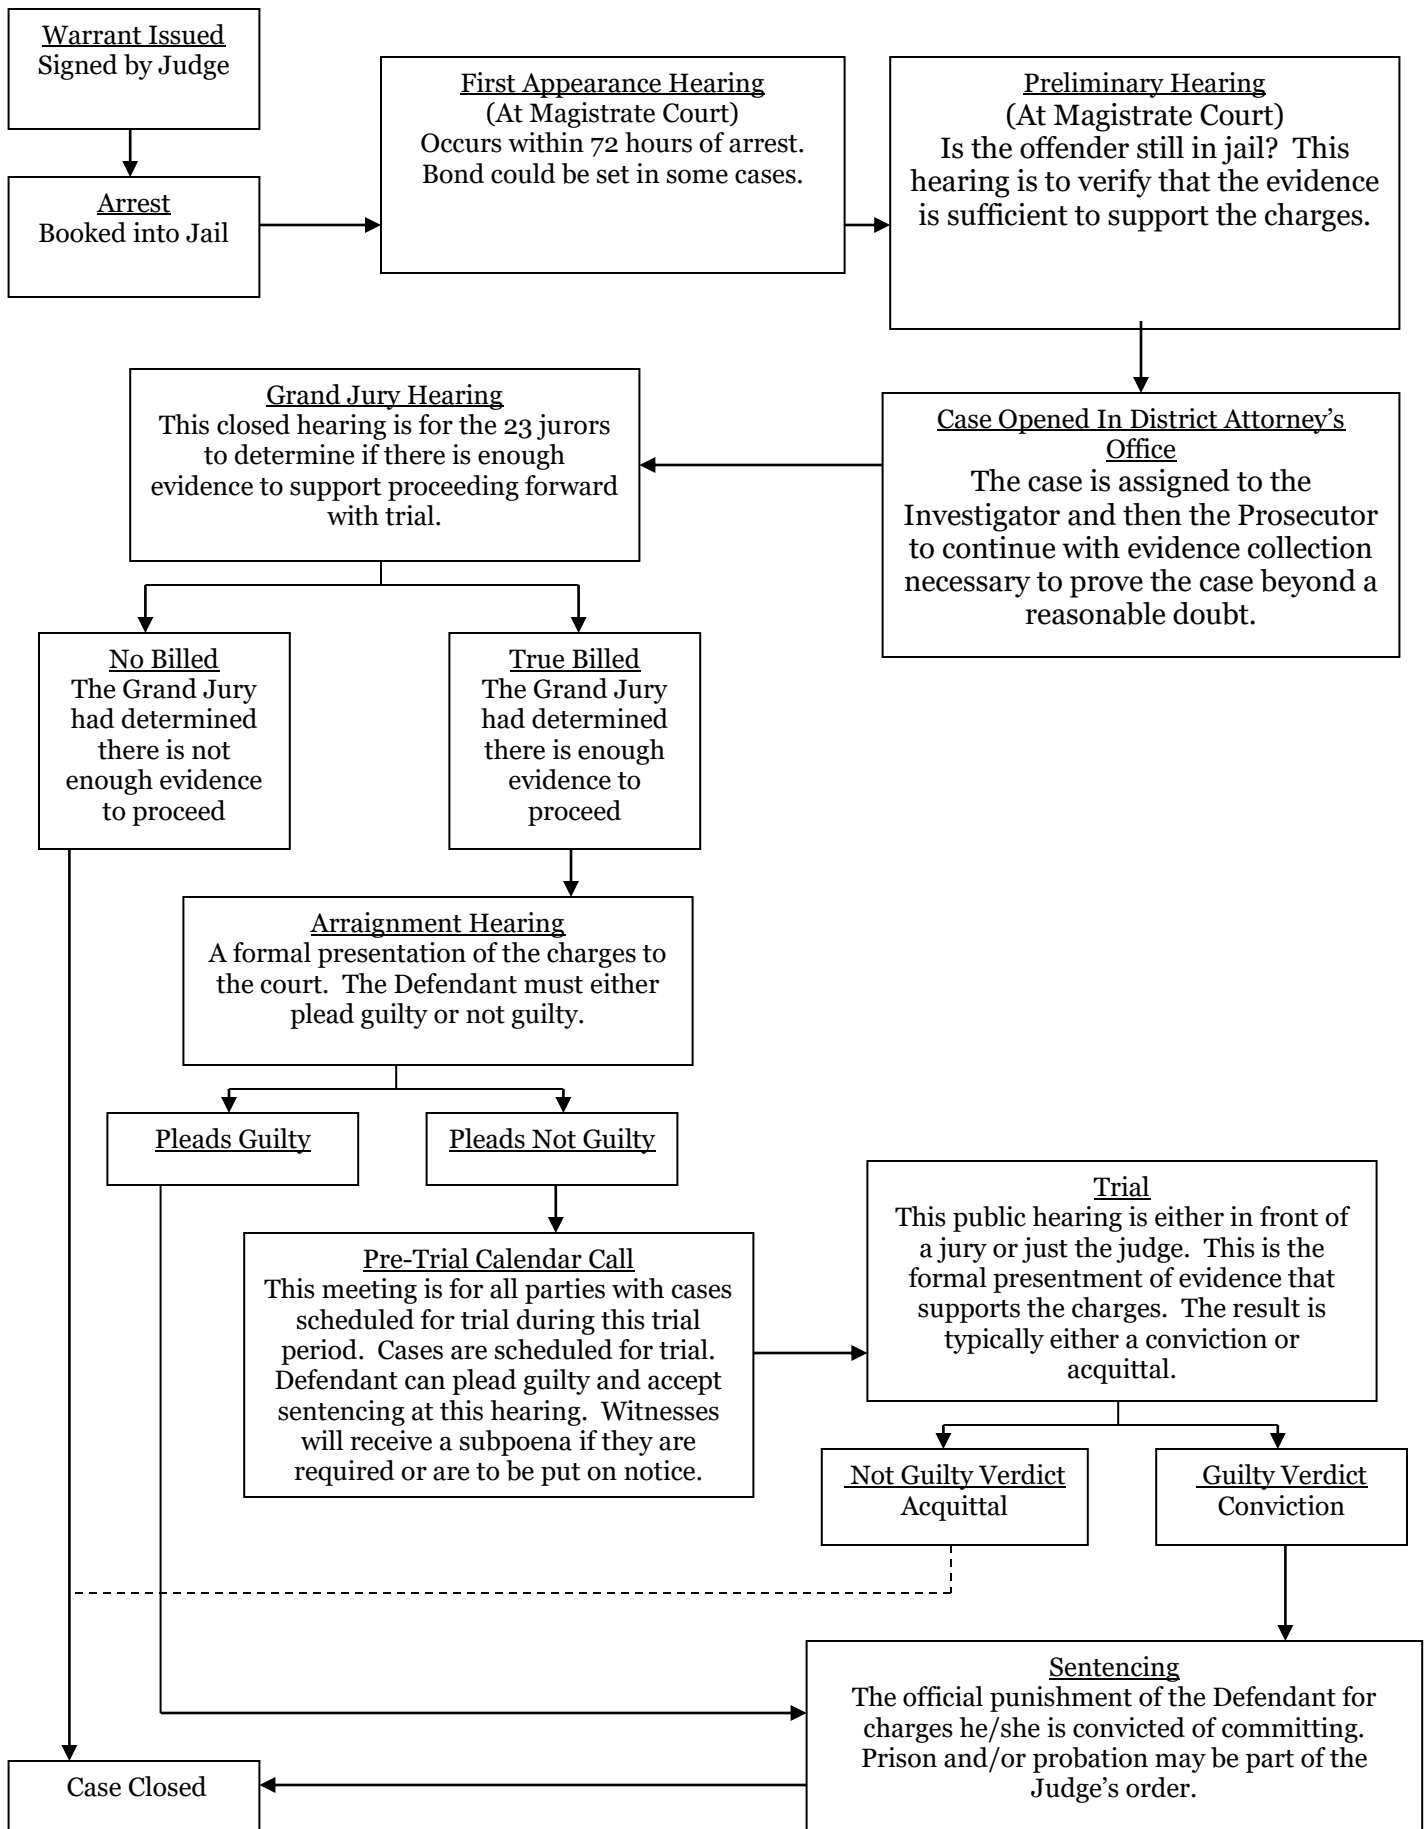 Warrant Issued
Signed by Judge
Arrest
Booked into Jail
First Appearance Hearing
(At Magistrate Court)
Occurs within 72 hours of arrest.
Bond could be set in some cases.
Preliminary Hearing
(At Magistrate Court)
Is the offender still in jail?  This
hearing is to verify that the evidence
is sufficient to support the charges.
Case Opened In District Attorney’s
Office
The case is assigned to the
Investigator and then the Prosecutor
to continue with evidence collection
necessary to prove the case beyond a
reasonable doubt.
Grand Jury Hearing
This closed hearing is for the 23 jurors
to determine if there is enough
evidence to support proceeding forward
with trial.
No Billed
The Grand Jury
had determined
there is not
enough evidence
to proceed
True Billed
The Grand Jury
had determined
there is enough
evidence to
proceed
Arraignment Hearing
A formal presentation of the charges to
the court.  The Defendant must either
plead guilty or not guilty.
Pleads Guilty
Pleads Not Guilty
Pre-Trial Calendar Call
This meeting is for all parties with cases
scheduled for trial during this trial
period.  Cases are scheduled for trial.
Defendant can plead guilty and accept
sentencing at this hearing.  Witnesses
will receive a subpoena if they are
required or are to be put on notice.
Trial
This public hearing is either in front of
a jury or just the judge.  This is the
formal presentment of evidence that
supports the charges.  The result is
typically either a conviction or
acquittal.
Not Guilty Verdict
Acquittal
Guilty Verdict
Conviction
Sentencing
The official punishment of the Defendant for
charges he/she is convicted of committing.
Prison and/or probation may be part of the
Judge’s order.
Case Closed